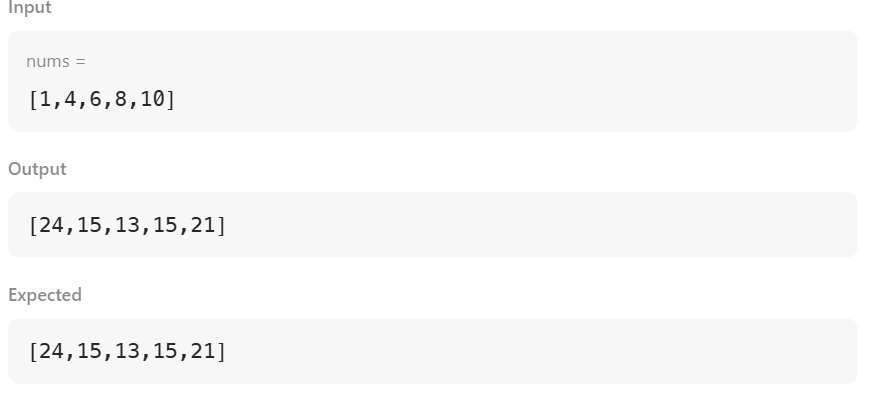 Input
nums =
[1,4,6,8,10]
Output
[24,15,13,15,21]
Expected
[24,15,13,15,21]